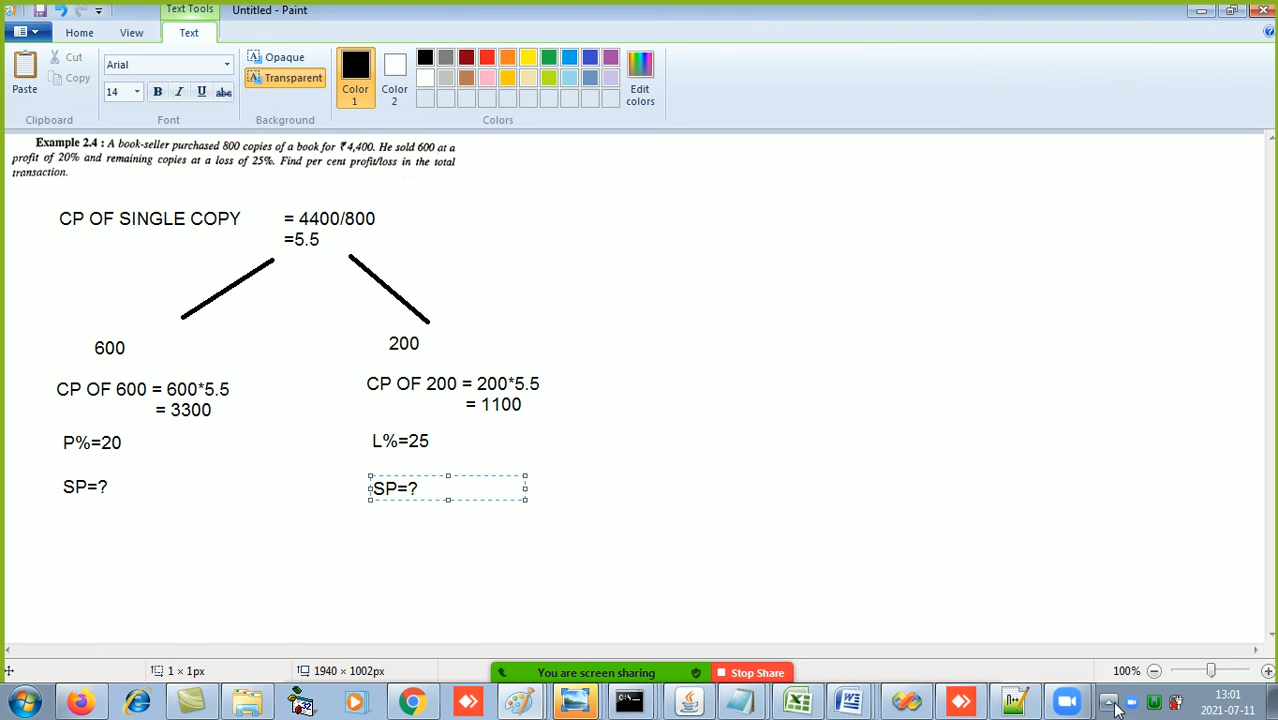 Text Tools
Untitled - Paint
Home
View
Text
Paste
Cut
Copy
Clipboard
Arial
14
B I U abc
Font
Opaque
Transparent
Background
Color 1
Color 2
Edit colors
Colors
Example 2.4 : A book-seller purchased 800 copies of a book for ₹ 4,400. He sold 600 at a
profit of 20% and remaining copies at a loss of 25%. Find per cent profit/loss in the total
transaction.
CP OF SINGLE COPY = 4400/800
=5.5
600
200
CP OF 600 = 600*5.5
= 3300
CP OF 200 = 200*5.5
= 1100
P%=20
L%=25
SP=?
SP=?
1 × 1px
1940 × 1002px
You are screen sharing
Stop Share
100%
32
C:\.
13:01
2021-07-11